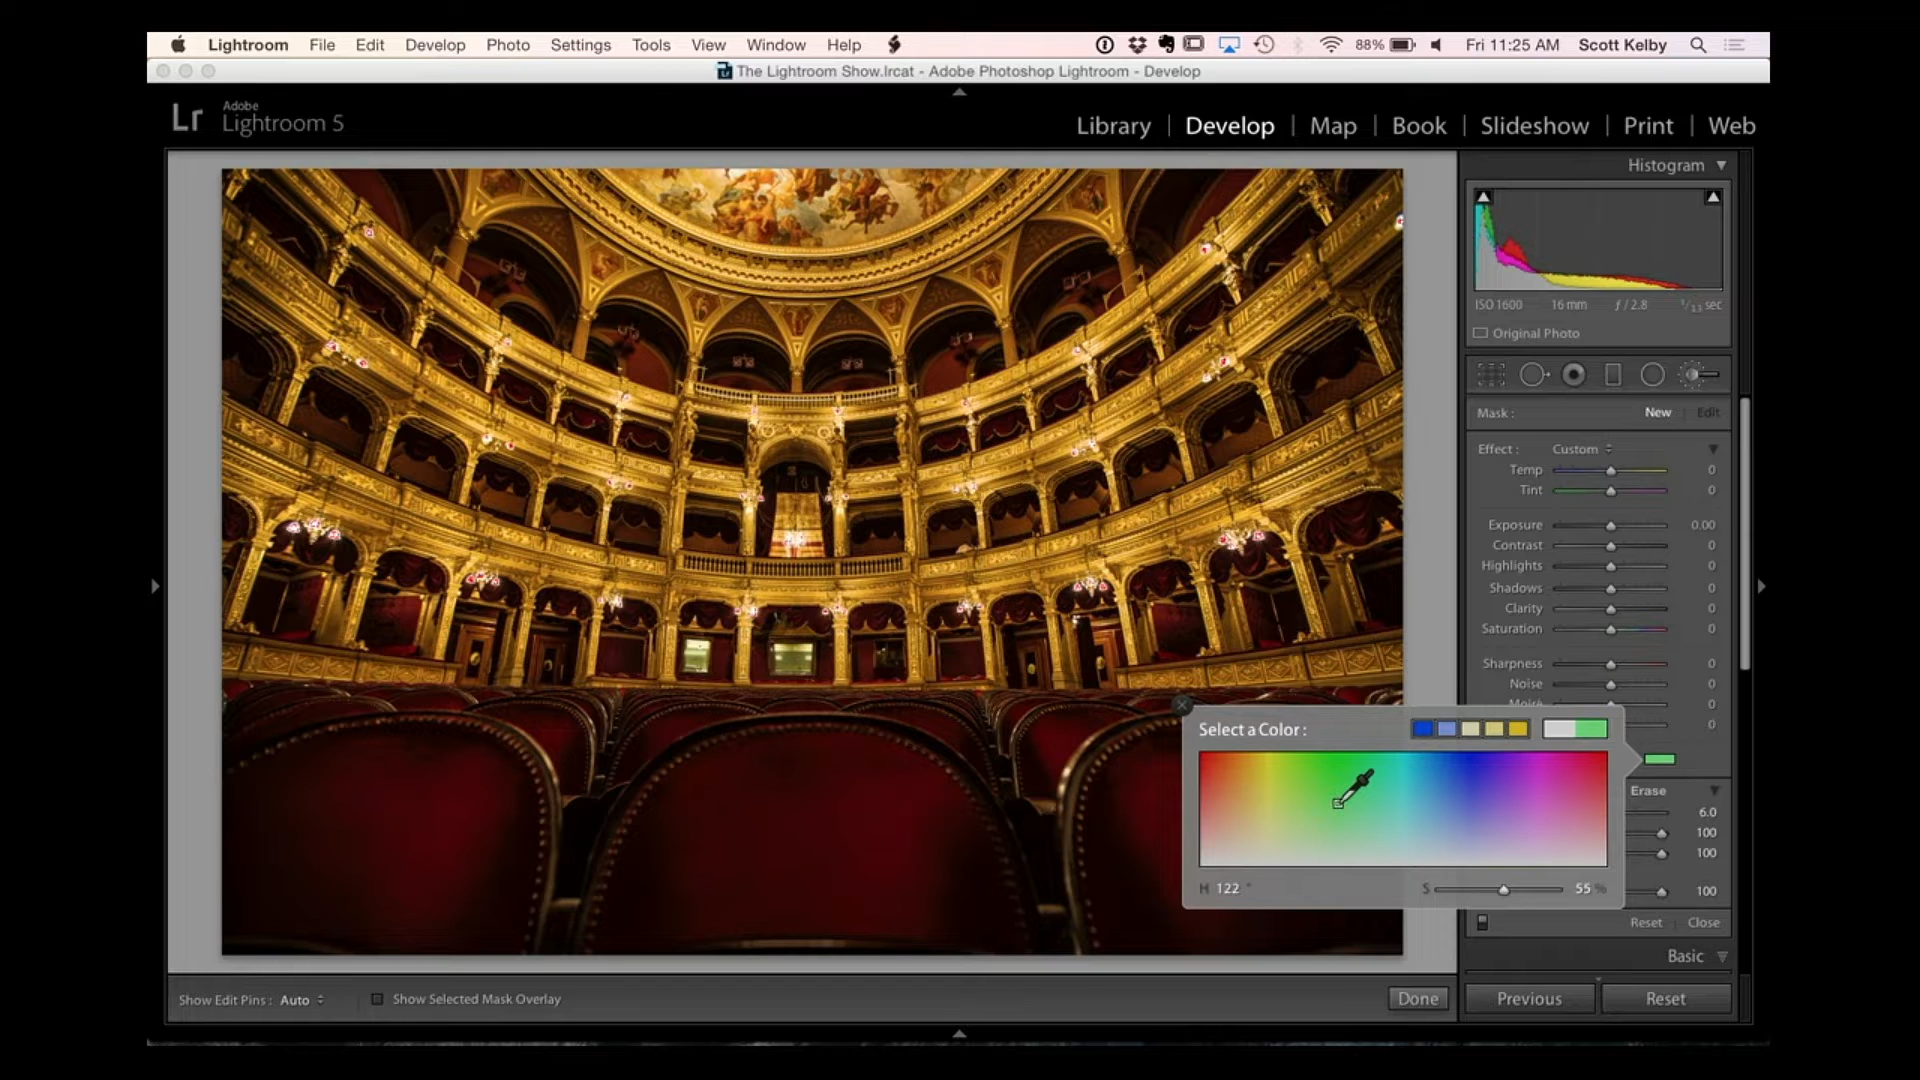 Lightroom File Edit Develop Photo Settings Tools View Window Help 88% Fri 11:25 AM Scott Kelby
The Lightroom Show.lrcat - Adobe Photoshop Lightroom - Develop
Lr Adobe
Lightroom 5
Library | Develop | Map | Book | Slideshow | Print | Web
Histogram
ISO 1600 16 mm ƒ / 2.8 1/13 sec
Original Photo
Mask : New Edit
Effect : Custom
Temp 0
Tint 0
Exposure 0.00
Contrast 0
Highlights 0
Shadows 0
Clarity 0
Saturation 0
Sharpness 0
Noise 0
Moiré
0
Select a Color :
Erase
6.0
100
100
H 122 ° S 55 %
100
Reset Close
Basic
Show Edit Pins : Auto Show Selected Mask Overlay Done Previous Reset